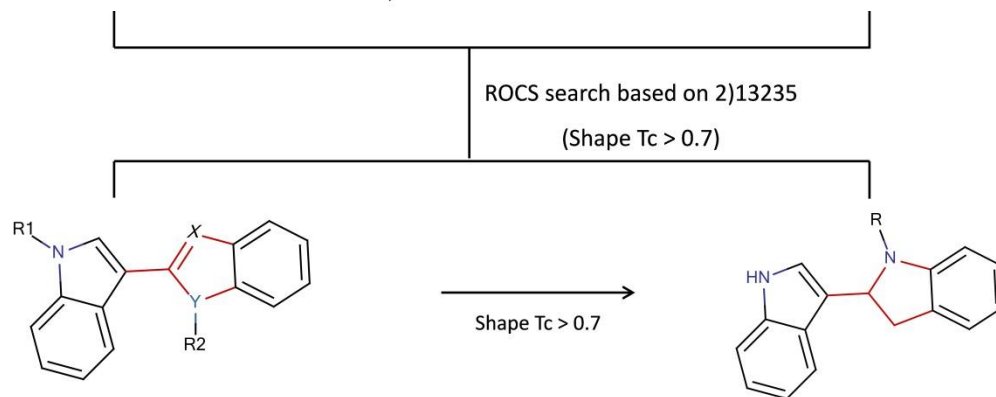 ROCS search based on 2)13235
(Shape Tc > 0.7)
R1
N
X
Y
R2
Shape Tc > 0.7
R
N
HN